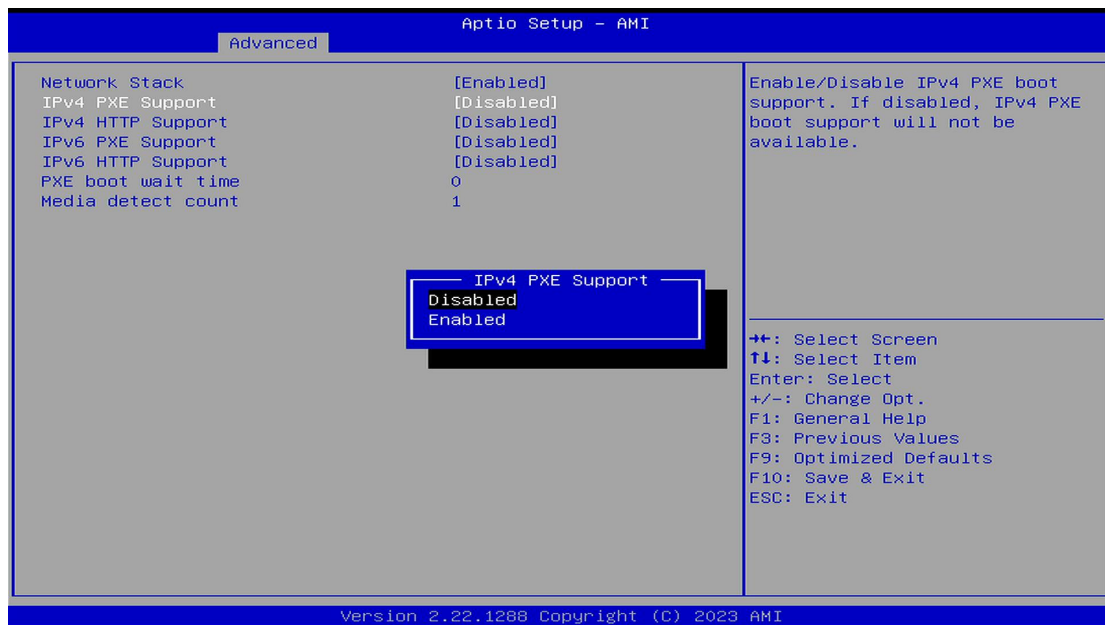 Aptio Setup – AMI
Advanced
Network Stack [Enabled]
IPv4 PXE Support [Disabled]
IPv4 HTTP Support [Disabled]
IPv6 PXE Support [Disabled]
IPv6 HTTP Support [Disabled]
PXE boot wait time 0
Media detect count 1
IPv4 PXE Support
Disabled
Enabled
Enable/Disable IPv4 PXE boot
support. If disabled, IPv4 PXE
boot support will not be
available.
→←: Select Screen
↑↓: Select Item
Enter: Select
+/-: Change Opt.
F1: General Help
F3: Previous Values
F9: Optimized Defaults
F10: Save & Exit
ESC: Exit
Version 2.22.1288 Copyright (C) 2023 AMI